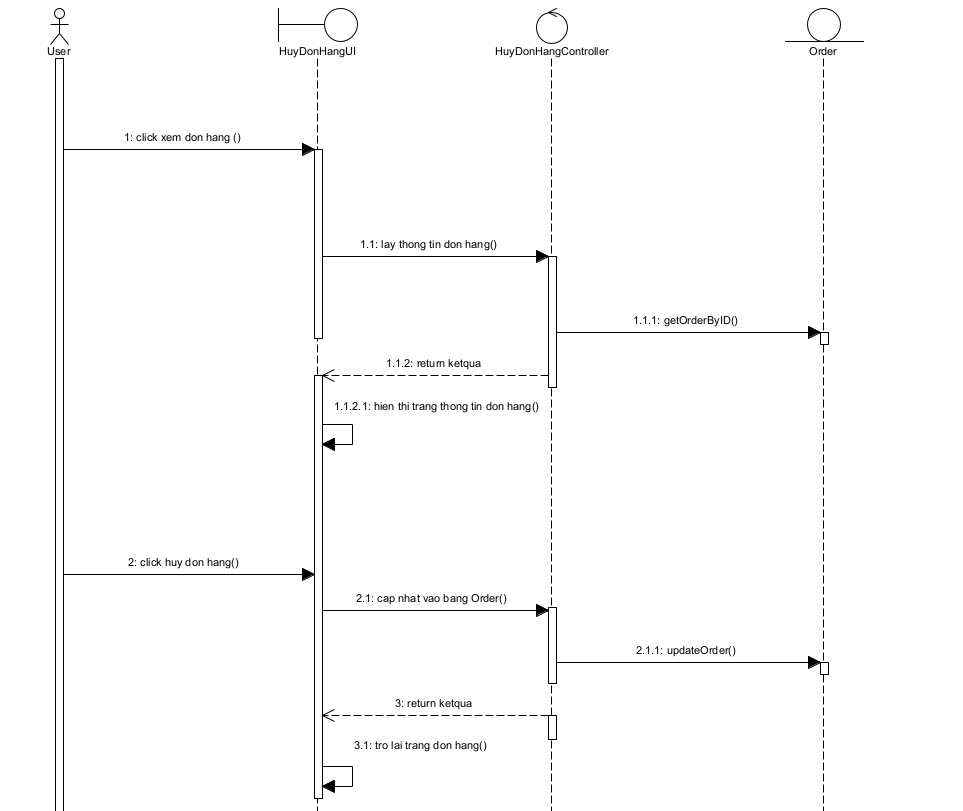 User
HuyDonHangUI
HuyDonHangController
Order
1: click xem don hang ()
1.1: lay thong tin don hang()
1.1.1: getOrderByID()
1.1.2: return ketqua
1.1.2.1: hien thi trang thong tin don hang()
2: click huy don hang()
2.1: cap nhat vao bang Order()
2.1.1: updateOrder()
3: return ketqua
3.1: tro lai trang don hang()